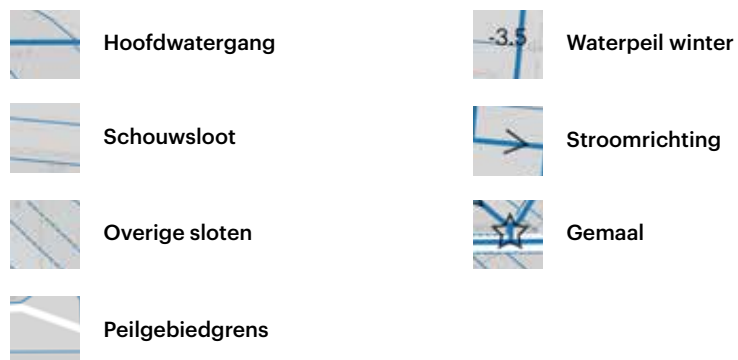 Hoofdwatergang
Schouwsloot
Overige sloten
Peilgebiedgrens
-3.5
Waterpeil winter
Stroomrichting
Gemaal